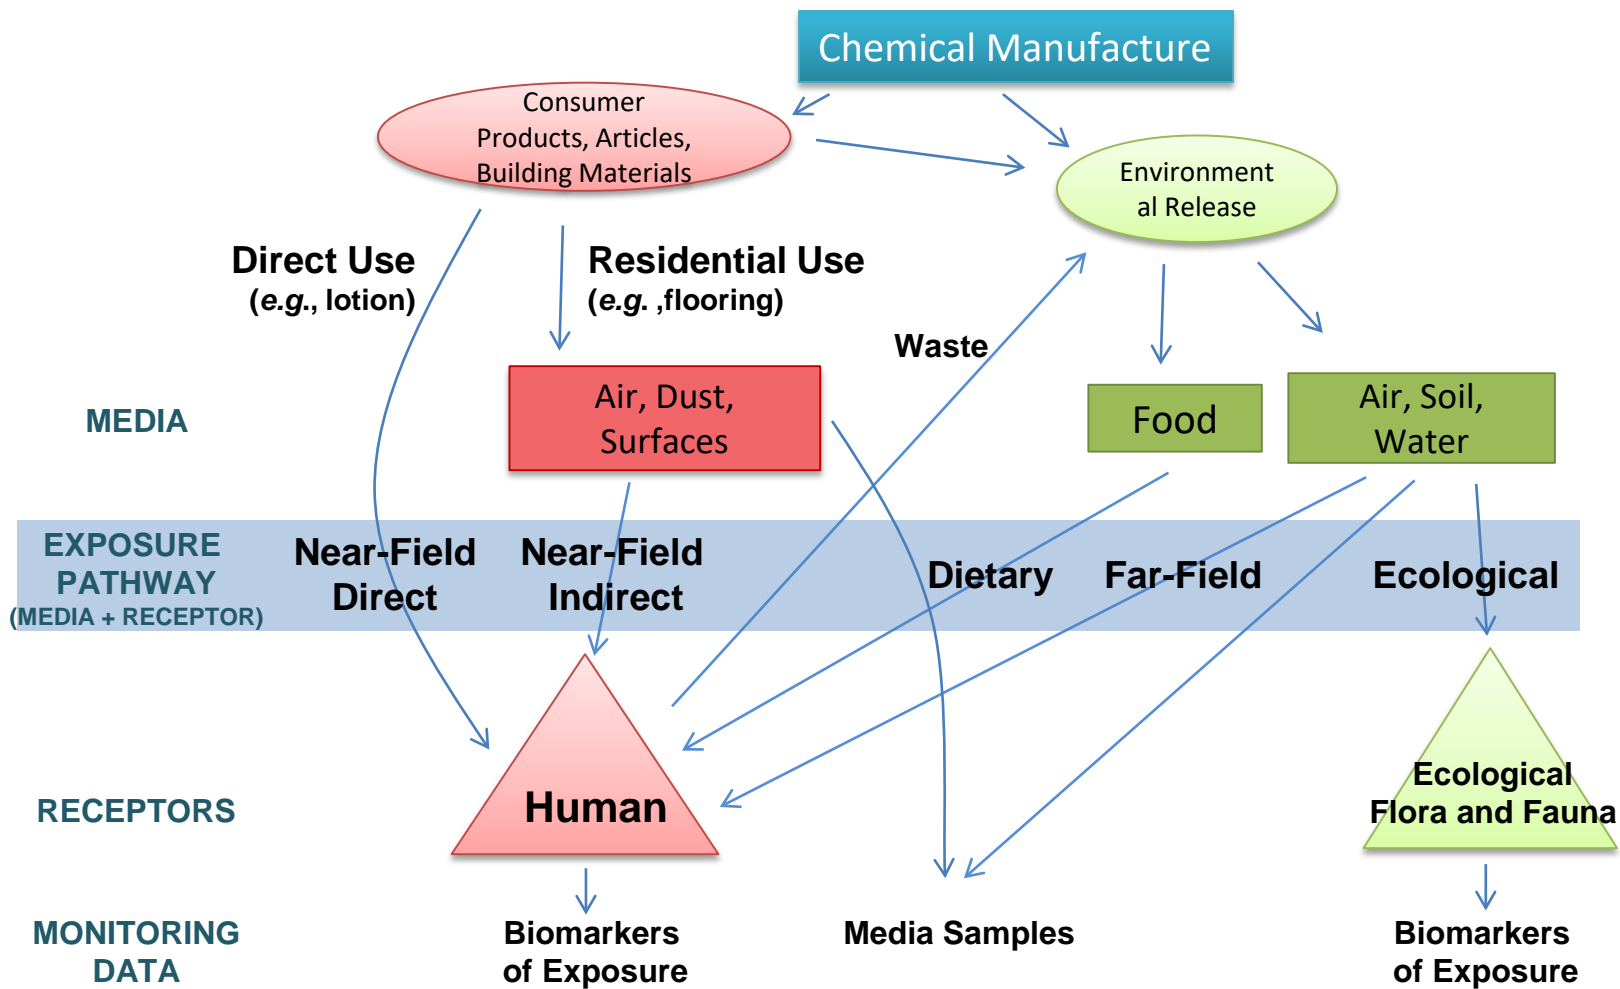 Chemical Manufacture
Consumer
Products, Articles,
Building Materials
Environment
al Release
Direct Use
(e.g., lotion)
Residential Use
(e.g. ,flooring)
Waste
MEDIA
Air, Dust,
Surfaces
Food
Air, Soil,
Water
EXPOSURE
PATHWAY
(MEDIA + RECEPTOR)
Near-Field
Direct
Near-Field
Indirect
Dietary
Far-Field
Ecological
RECEPTORS
Human
Ecological
Flora and Fauna
MONITORING
DATA
Biomarkers
of Exposure
Media Samples
Biomarkers
of Exposure